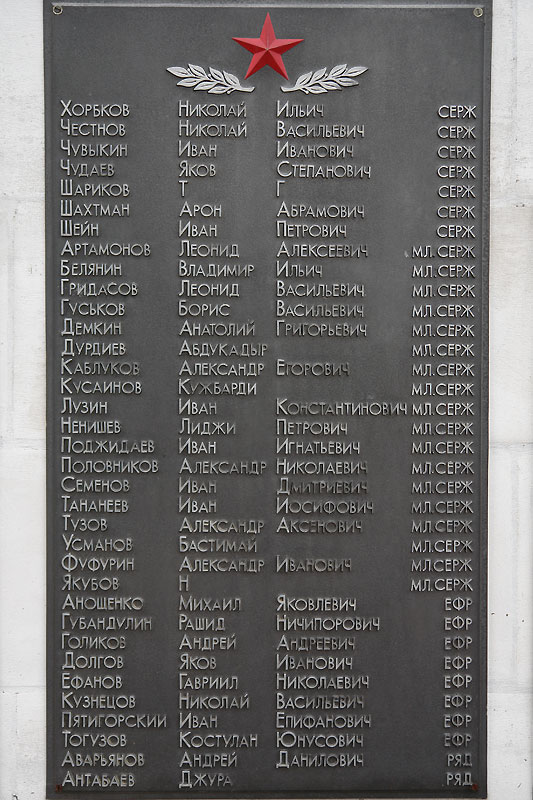 Хорбков Николай Ильич СЕРЖ
Честнов Николай Васильевич СЕРЖ
Чувыкин Иван Иванович СЕРЖ
Чудаев Яков Степанович СЕРЖ
Шариков Т Г СЕРЖ
Шахтман Арон Абрамович СЕРЖ
Шейн Иван Петрович СЕРЖ
Артамонов Леонид Алексеевич МЛ.СЕРЖ
Белянин Владимир Ильич МЛ.СЕРЖ
Гридасов Леонид Васильевич МЛ.СЕРЖ
Гуськов Борис Васильевич МЛ.СЕРЖ
Демкин Анатолий Григорьевич МЛ.СЕРЖ
Дурдиев Абдукадыр МЛ.СЕРЖ
Каблуков Александр Егорович МЛ.СЕРЖ
Кусаинов Кужбарди МЛ.СЕРЖ
Лузин Иван Константинович МЛ.СЕРЖ
Ненишев Лиджи Петрович МЛ.СЕРЖ
Поджидаев Иван Игнатьевич МЛ.СЕРЖ
Половников Александр Николаевич МЛ.СЕРЖ
Семенов Иван Дмитриевич МЛ.СЕРЖ
Тананеев Иван Иосифович МЛ.СЕРЖ
Тузов Александр Аксенович МЛ.СЕРЖ
Усманов Бастимай МЛ.СЕРЖ
Фуфурин Александр Иванович МЛ.СЕРЖ
Якубов Н МЛ.СЕРЖ
Анощенко Михаил Яковлевич ЕФР
Губандулин Рашид Ничипорович ЕФР
Голиков Андрей Андреевич ЕФР
Долгов Яков Иванович ЕФР
Ефанов Гавриил Николаевич ЕФР
Кузнецов Николай Васильевич ЕФР
Пятигорский Иван Епифанович ЕФР
Тогузов Костулан Юнусович ЕФР
Аварьянов Андрей Данилович РЯД
Антабаев Джура РЯД